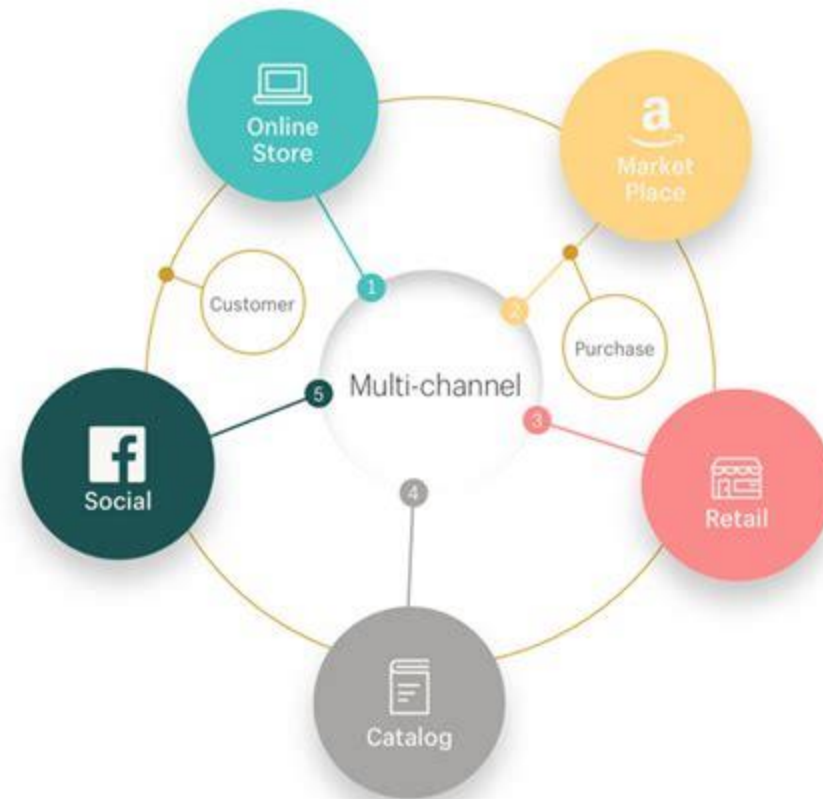 Online
Store
a
Market
Place
Customer
1
2
Purchase
Multi-channel
5
3
f
Social
4
Retail
Catalog